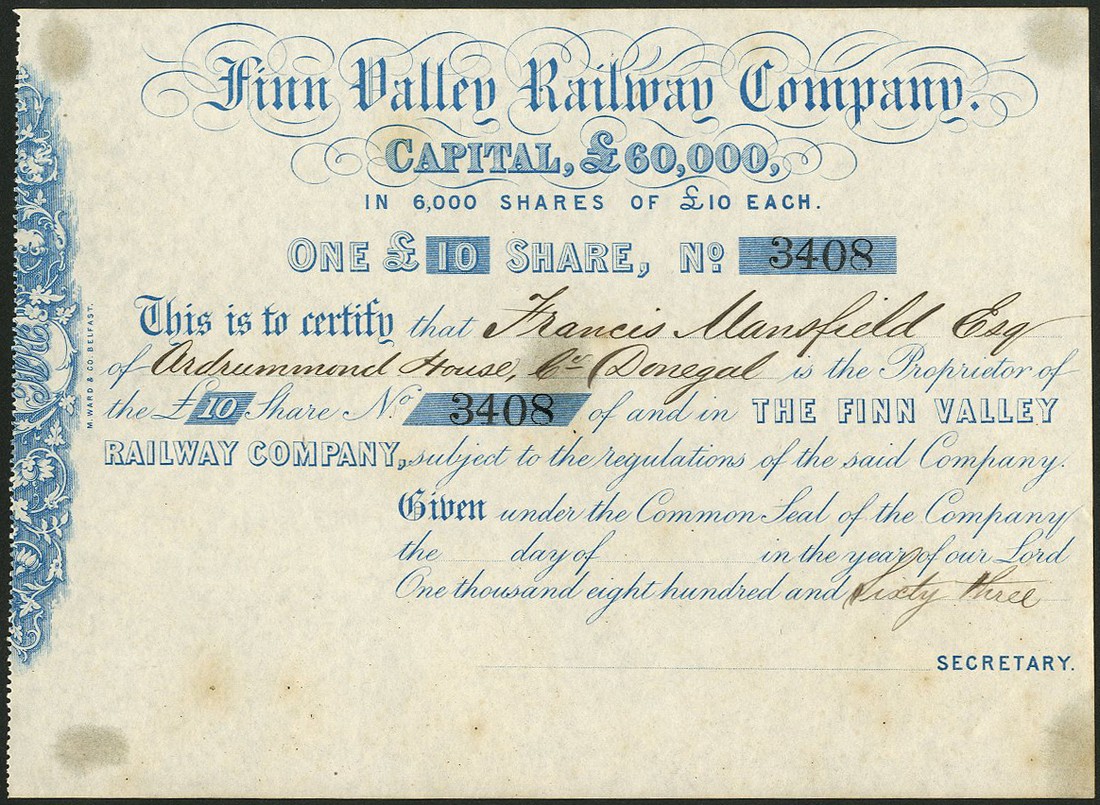 Finn Valley Railway Company.
CAPITAL, £60,000,
IN 6,000 SHARES OF £10 EACH.
ONE £ 10 SHARE, No. 3408
This is to certify that Francis Mansfield Esq
of Ardrummond House, Co. Donegal is the Proprietor of
the £10 Share No. 3408 of and in THE FINN VALLEY
RAILWAY COMPANY, subject to the regulations of the said Company.
Given under the Common Seal of the Company
the day of in the year of our Lord
One thousand eight hundred and Sixty three
SECRETARY.
M. WARD & CO. BELFAST.